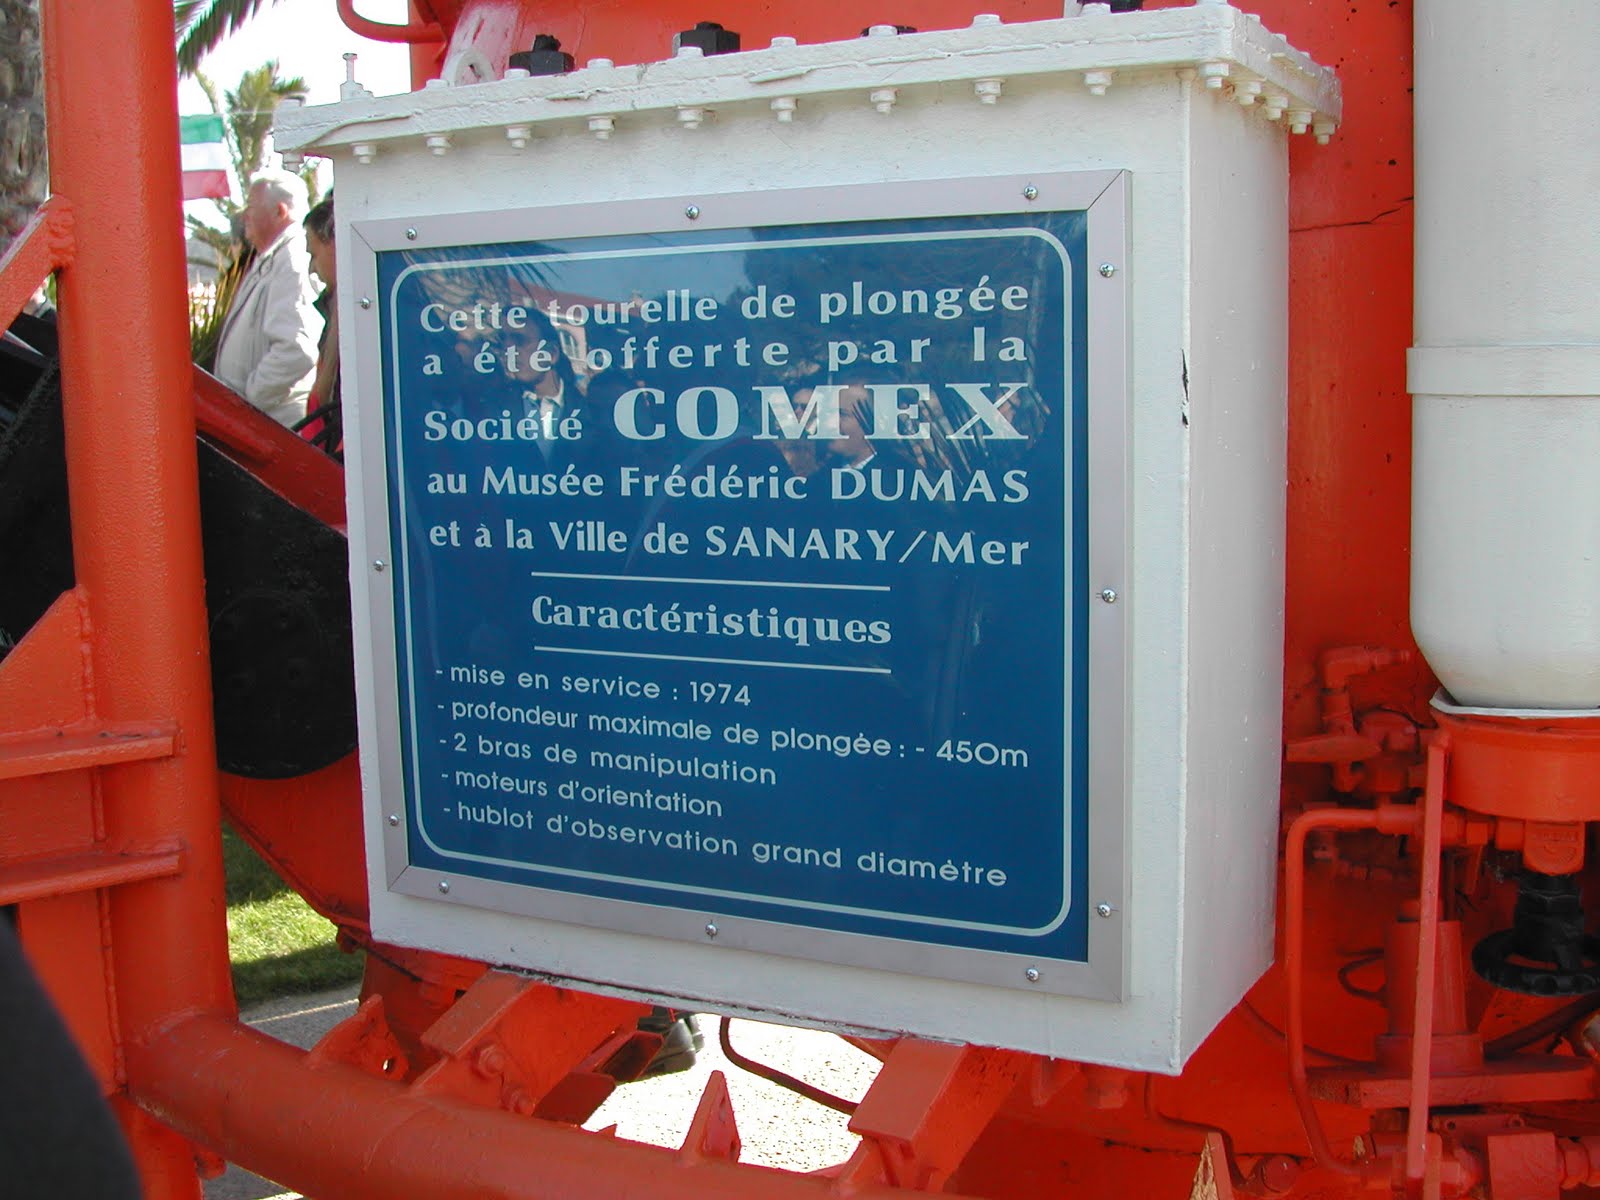 Cette tourelle de plongée
a été offerte par la
Société COMEX
au Musée Frédéric DUMAS
et à la Ville de SANARY/Mer
Caractéristiques
- mise en service : 1974
- profondeur maximale de plongée : - 450m
- 2 bras de manipulation
- moteurs d'orientation
- hublot d'observation grand diamètre